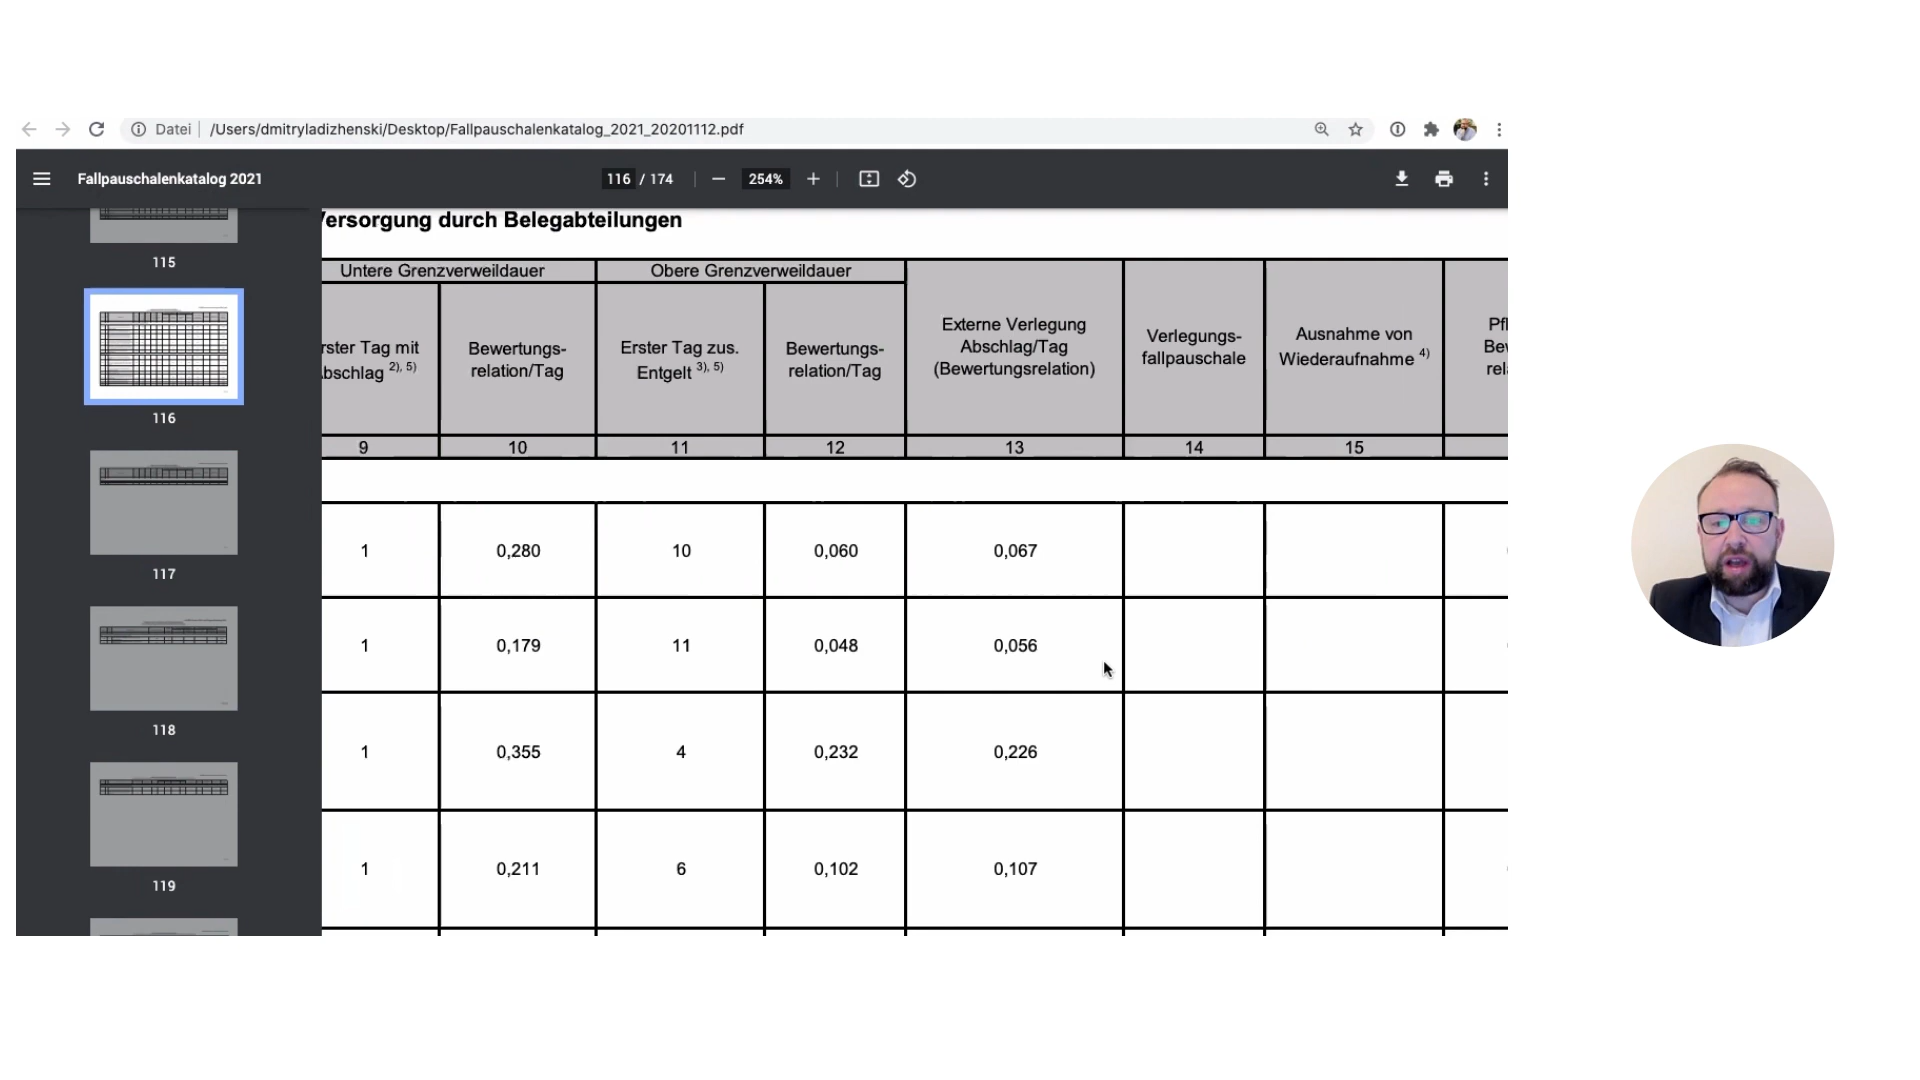 Datei /Users/dmitryladizhenski/Desktop/Fallpauschalenkatalog_2021_20201112.pdf
Fallpauschalenkatalog 2021 116 / 174 254%
115
116
117
118
119
Versorgung durch Belegabteilungen
Untere Grenzverweildauer Obere Grenzverweildauer
rster Tag mit
bschlag 2), 5)
Bewertungs-
relation/Tag
Erster Tag zus.
Entgelt 3), 5)
Bewertungs-
relation/Tag
Externe Verlegung
Abschlag/Tag
(Bewertungsrelation)
Verlegungs-
fallpauschale
Ausnahme von
Wiederaufnahme 4)
Pfl
Bew
rela
9 10 11 12 13 14 15
1 0,280 10 0,060 0,067
1 0,179 11 0,048 0,056
1 0,355 4 0,232 0,226
1 0,211 6 0,102 0,107